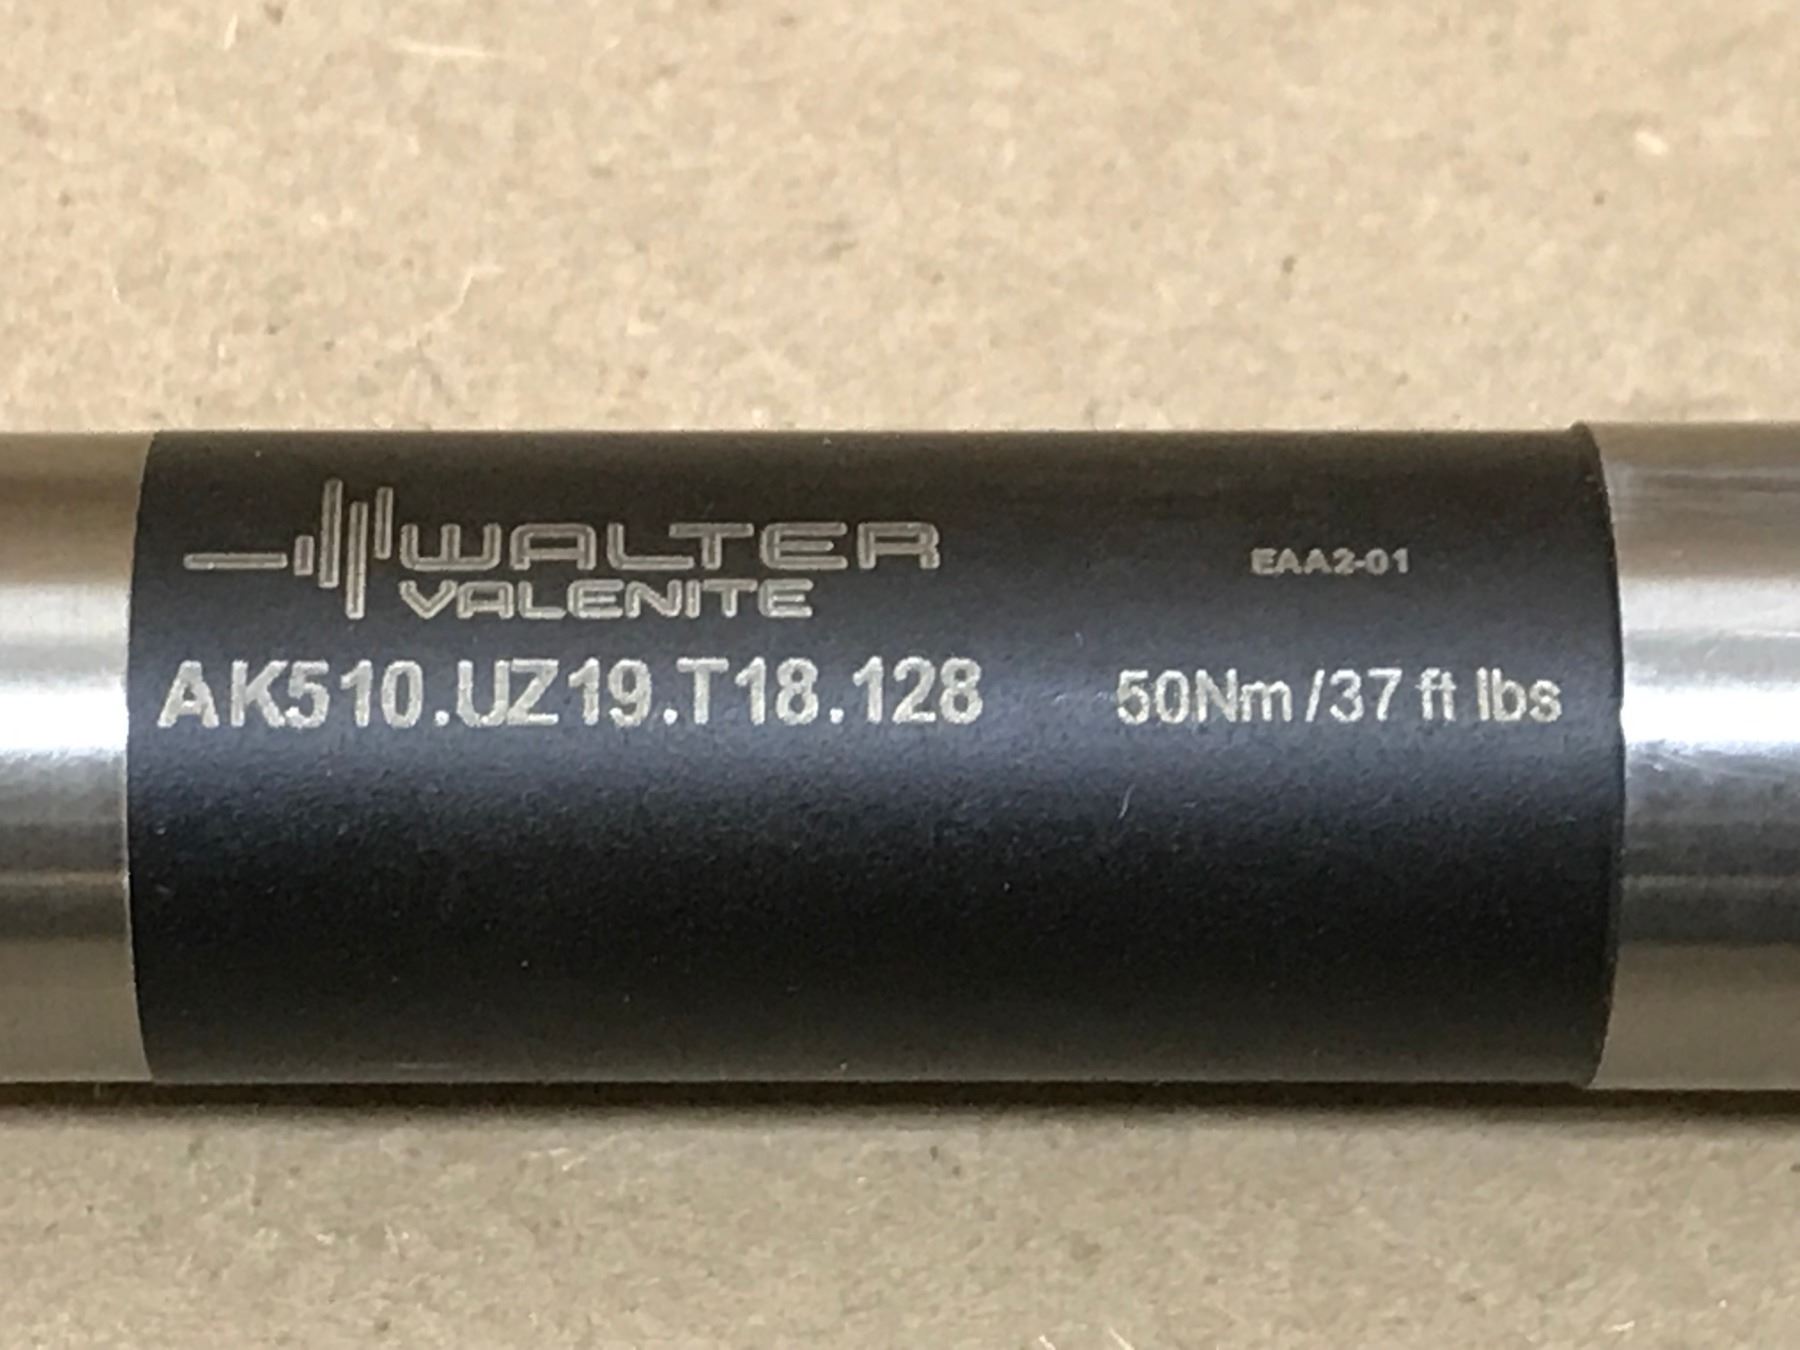 WALTER
VALENITE
EAA2-01
AK510.UZ19.T18.128
50Nm/37 ft lbs